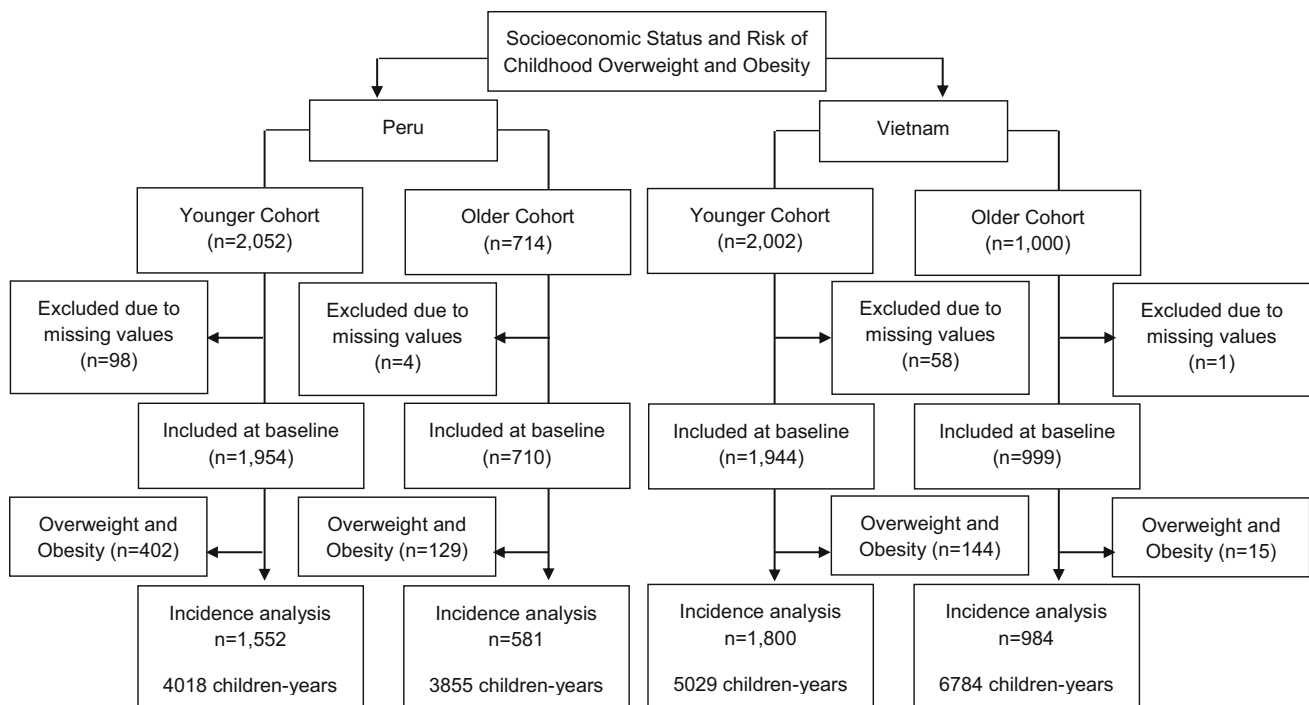 Socioeconomic Status and Risk of
Childhood Overweight and Obesity
Peru
Vietnam
Younger Cohort
(n=2,052)
Older Cohort
(n=714)
Younger Cohort
(n=2,002)
Older Cohort
(n=1,000)
Excluded due to
missing values
(n=98)
Excluded due to
missing values
(n=4)
Excluded due to
missing values
(n=58)
Excluded due to
missing values
(n=1)
Included at baseline
(n=1,954)
Included at baseline
(n=710)
Included at baseline
(n=1,944)
Included at baseline
(n=999)
Overweight and
Obesity (n=402)
Overweight and
Obesity (n=129)
Overweight and
Obesity (n=144)
Overweight and
Obesity (n=15)
Incidence analysis
n=1,552
4018 children-years
Incidence analysis
n=581
3855 children-years
Incidence analysis
n=1,800
5029 children-years
Incidence analysis
n=984
6784 children-years